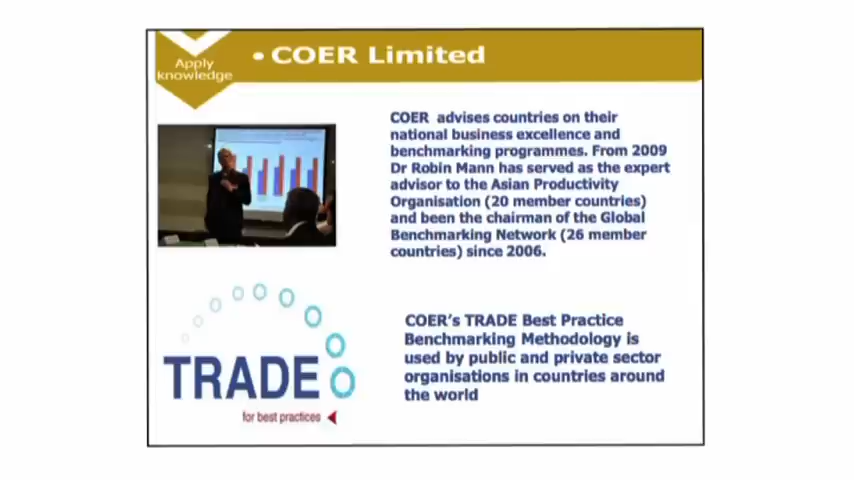 Apply
knowledge
• COER Limited
COER advises countries on their
national business excellence and
benchmarking programmes. From 2009
Dr Robin Mann has served as the expert
advisor to the Asian Productivity
Organisation (20 member countries)
and been the chairman of the Global
Benchmarking Network (26 member
countries) since 2006.
TRADE
for best practices
COER's TRADE Best Practice
Benchmarking Methodology is
used by public and private sector
organisations in countries around
the world